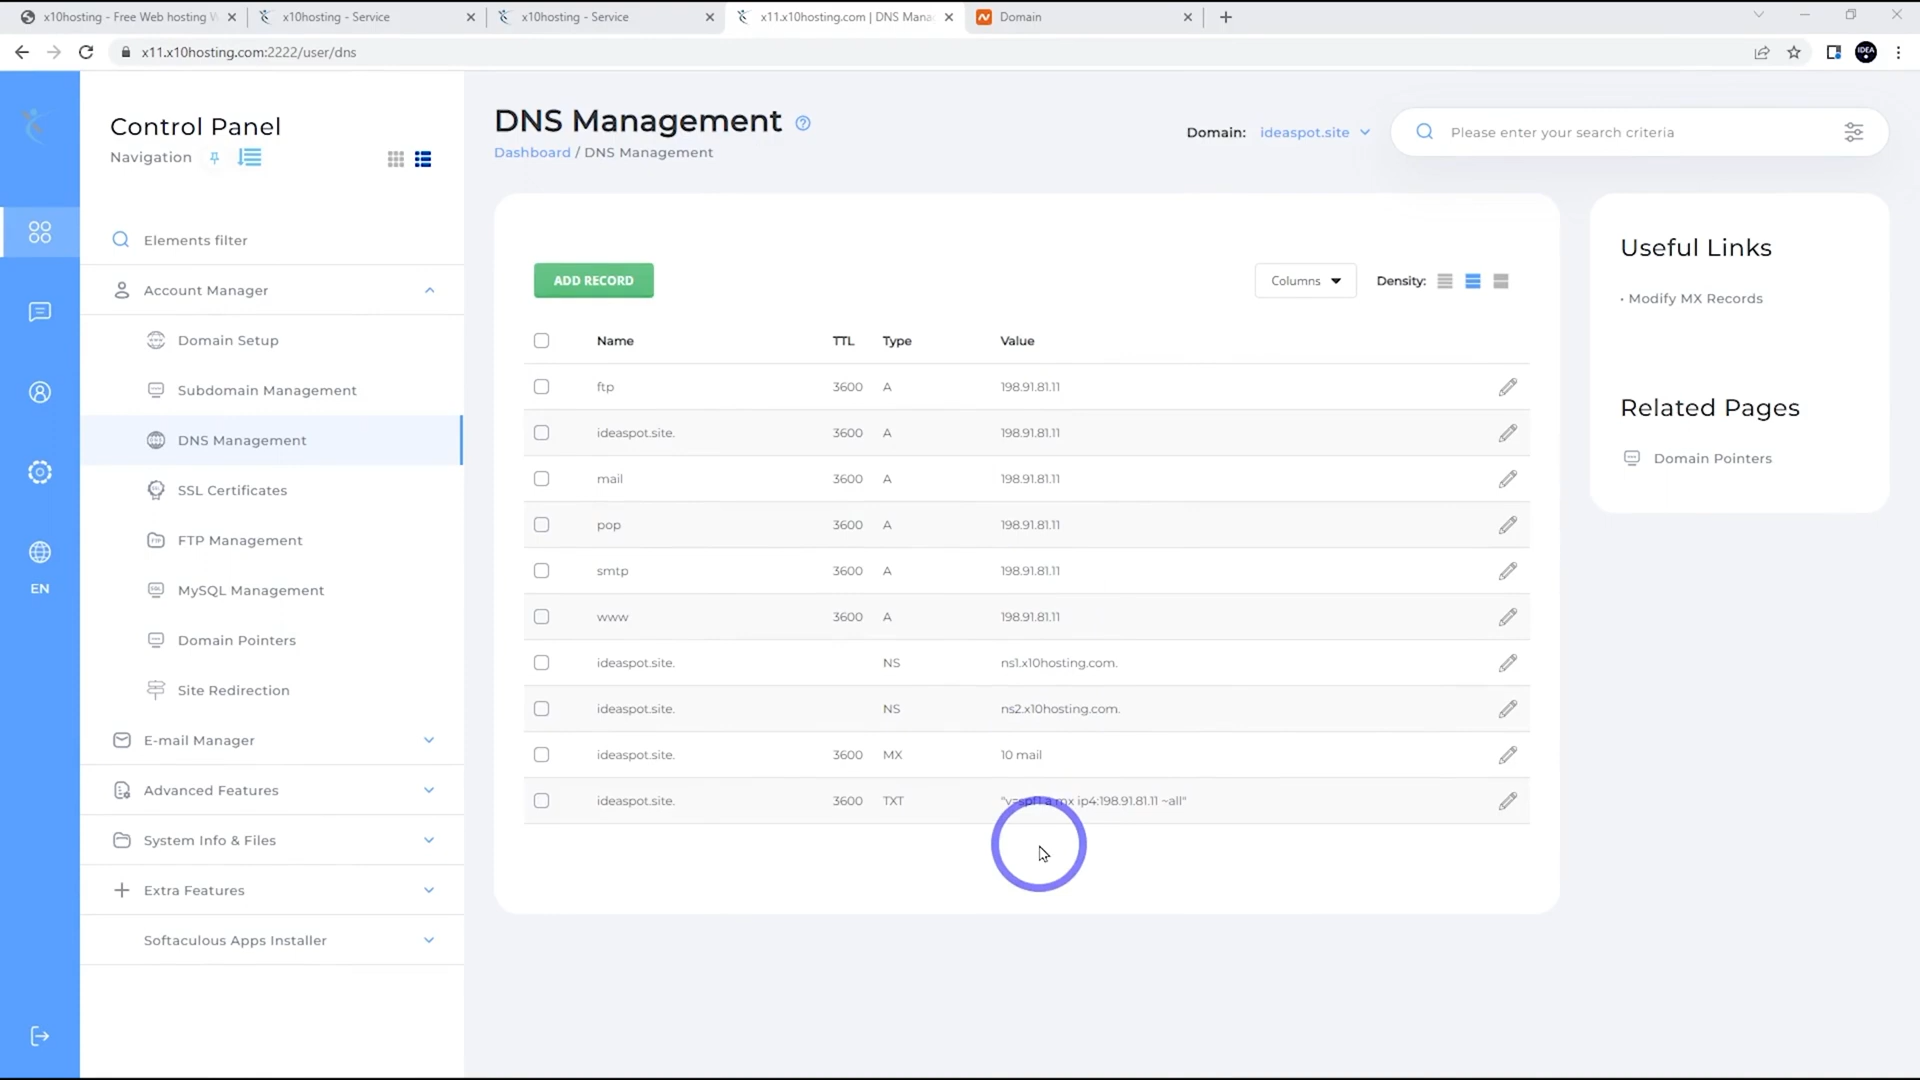 x10hosting - Free Web hosting W
x10hosting - Service
x10hosting - Service
x11.x10hosting.com | DNS Mana
Domain
x11.x10hosting.com:2222/user/dns
IDEA
Control Panel
Navigation
Elements filter
Account Manager
Domain Setup
Subdomain Management
DNS Management
SSL Certificates
FTP Management
MySQL Management
Domain Pointers
Site Redirection
E-mail Manager
Advanced Features
System Info & Files
Extra Features
Softaculous Apps Installer
EN
DNS Management
Dashboard / DNS Management
Domain: ideaspot.site
Please enter your search criteria
ADD RECORD
Columns
Density:
Name TTL Type Value
ftp 3600 A 198.91.81.11
ideaspot.site. 3600 A 198.91.81.11
mail 3600 A 198.91.81.11
pop 3600 A 198.91.81.11
smtp 3600 A 198.91.81.11
www 3600 A 198.91.81.11
ideaspot.site. NS ns1.x10hosting.com.
ideaspot.site. NS ns2.x10hosting.com.
ideaspot.site. 3600 MX 10 mail
ideaspot.site. 3600 TXT "v=spf1 a mx ip4:198.91.81.11 ~all"
Useful Links
• Modify MX Records
Related Pages
Domain Pointers